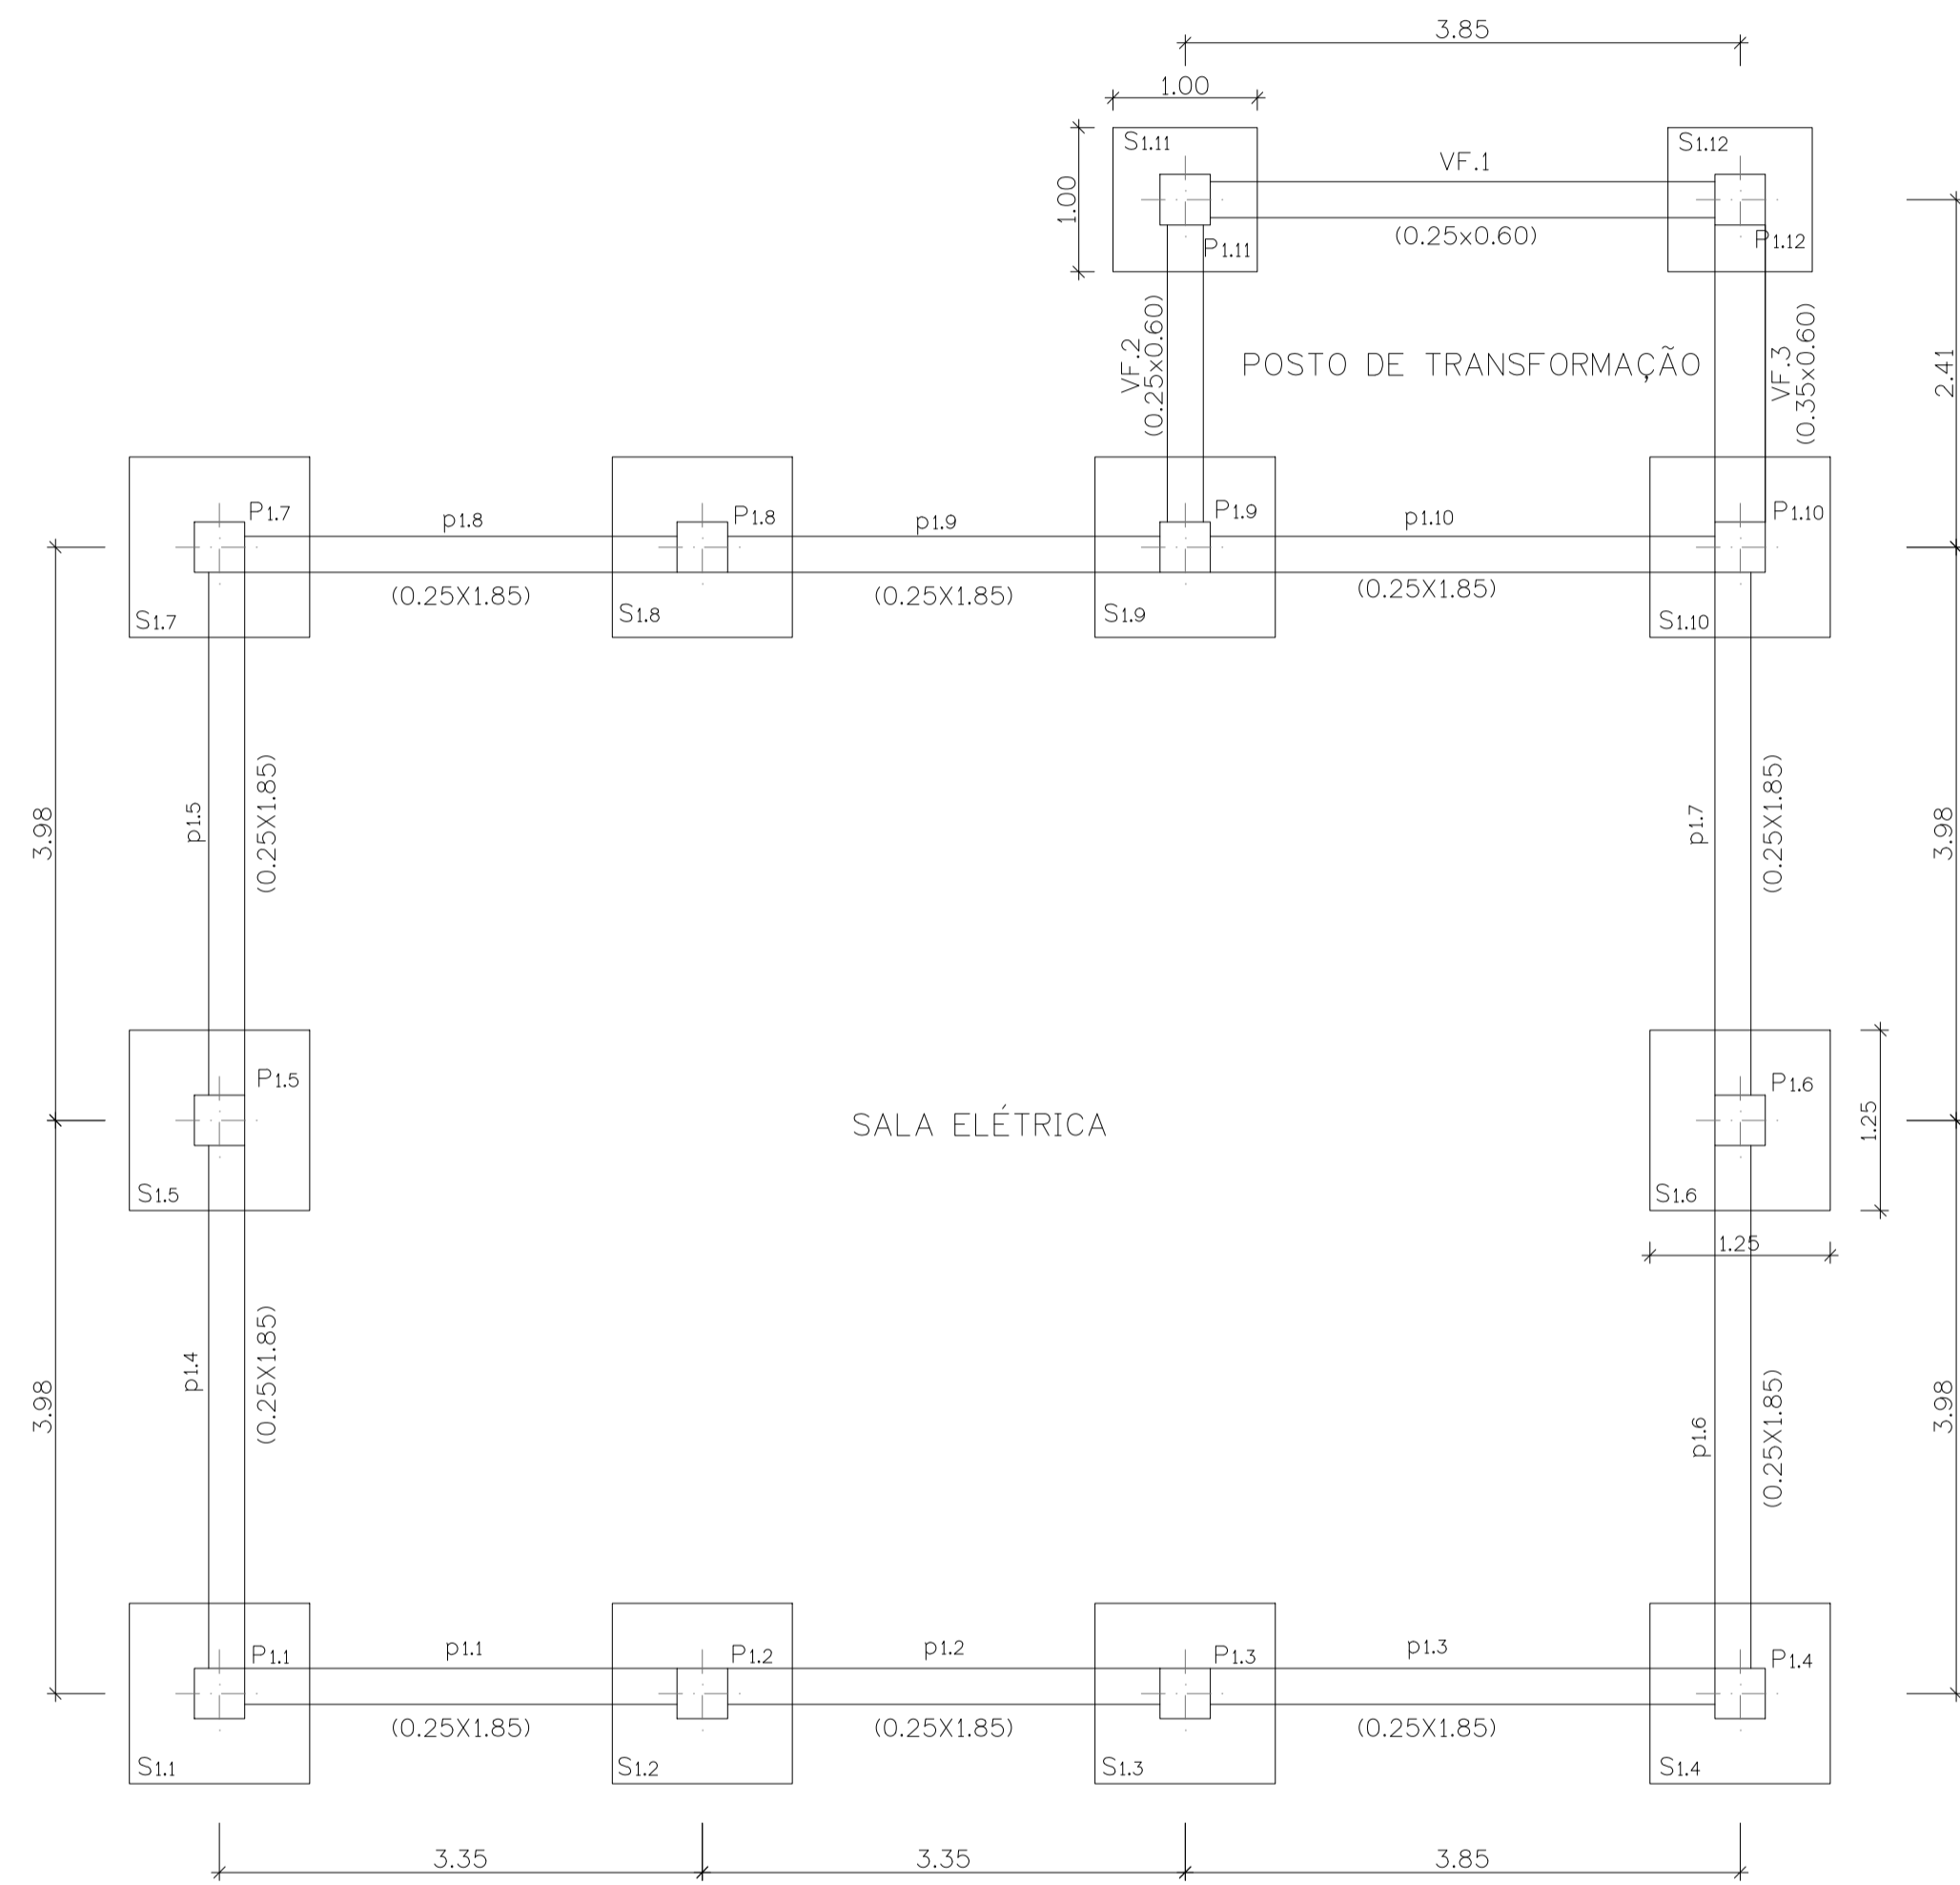 3.85
1.00
S1.11
VF.1
S1.12
1.00
P1.11
(0.25x0.60)
P1.12
VF.2
(0.25x0.60)
POSTO DE TRANSFORMAÇÃO
VF.3
(0.35x0.60)
2.41
P1.7
p1.8
P1.8
p1.9
P1.9
p1.10
P1.10
(0.25X1.85)
(0.25X1.85)
(0.25X1.85)
S1.7
S1.8
S1.9
S1.10
3.98
p1.5
(0.25X1.85)
p1.7
(0.25X1.85)
3.98
P1.5
SALA ELÉTRICA
P1.6
1.25
S1.5
S1.6
1.25
3.98
p1.4
(0.25X1.85)
p1.6
(0.25X1.85)
3.98
P1.1
p1.1
P1.2
p1.2
P1.3
p1.3
P1.4
(0.25X1.85)
(0.25X1.85)
(0.25X1.85)
S1.1
S1.2
S1.3
S1.4
3.35
3.35
3.85